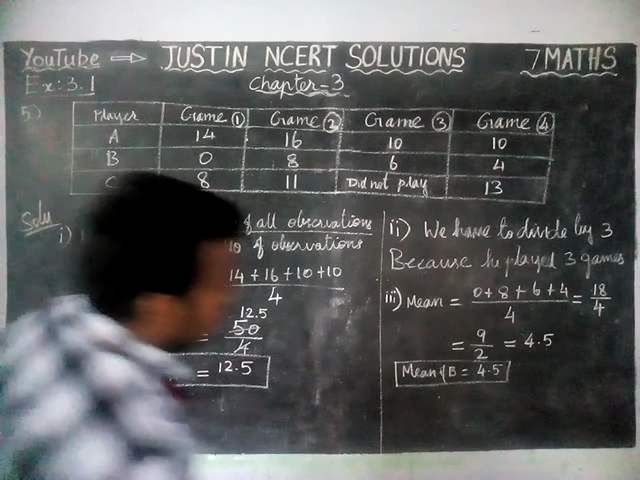 YouTube ⇒ JUSTIN NCERT SOLUTIONS 7 MATHS
Ex: 3.1 Chapter-3
5) Player Game ① Game ② Game ③ Game ④
A 14 16 10 10
B 0 8 6 4
C 8 11 Did not play 13
Solu
i) of all observations
of observations
14 + 16 + 10 + 10
4
12.5
= 50
4
= 12.5
ii) We have to divide by 3
Because he played 3 games
iii) Mean = 0 + 8 + 6 + 4 = 18
4 4
= 9 = 4.5
2
Mean of B = 4.5